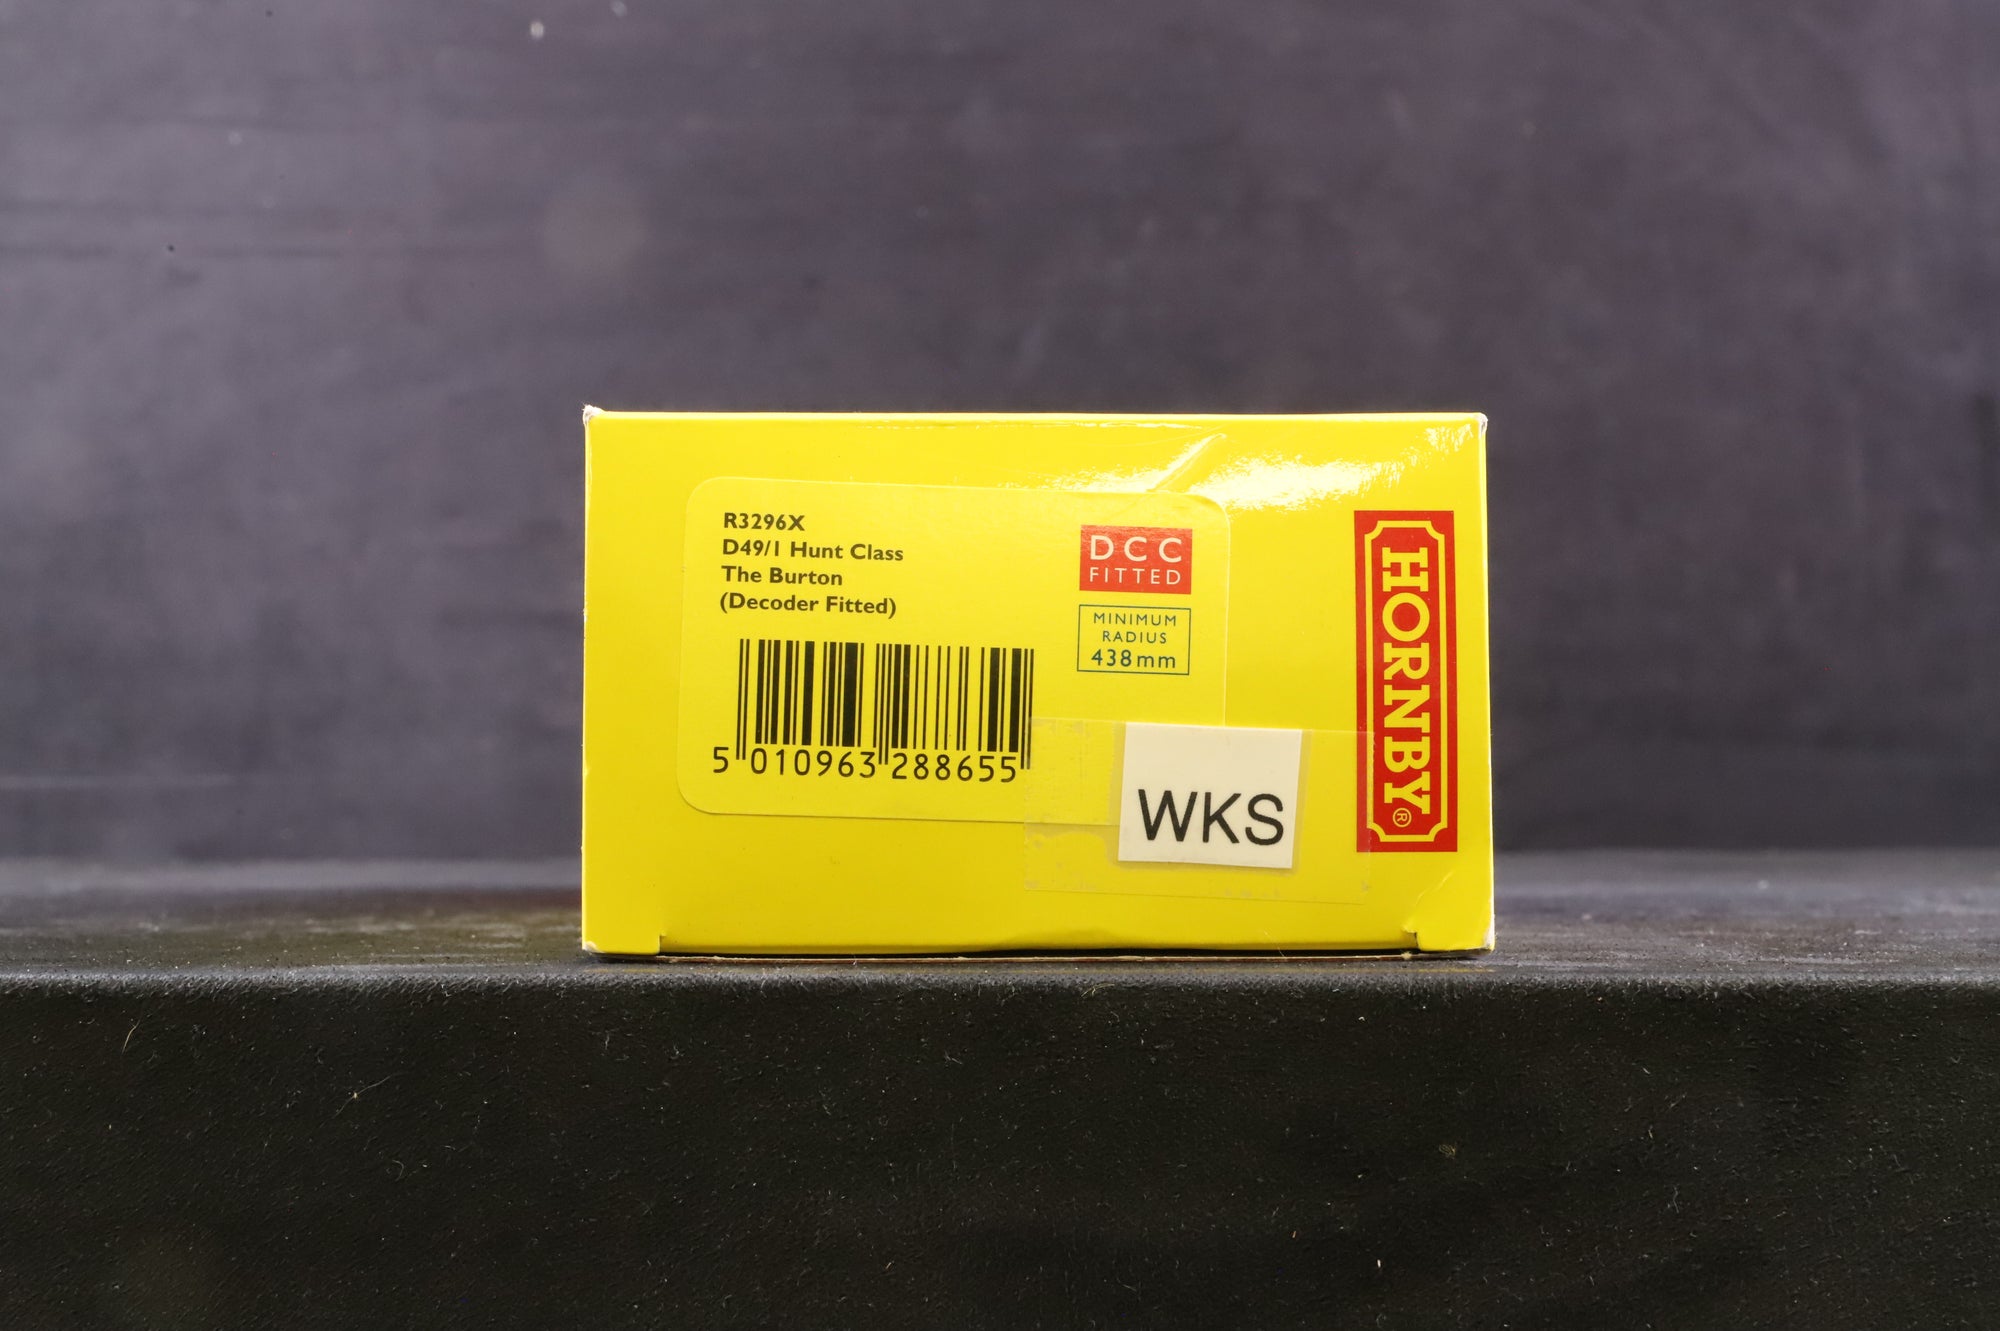 R3296X
D49/1 Hunt Class
The Burton
(Decoder Fitted)
5 010963 288655
DCC
FITTED
MINIMUM
RADIUS
438mm
WKS
HORNBY®